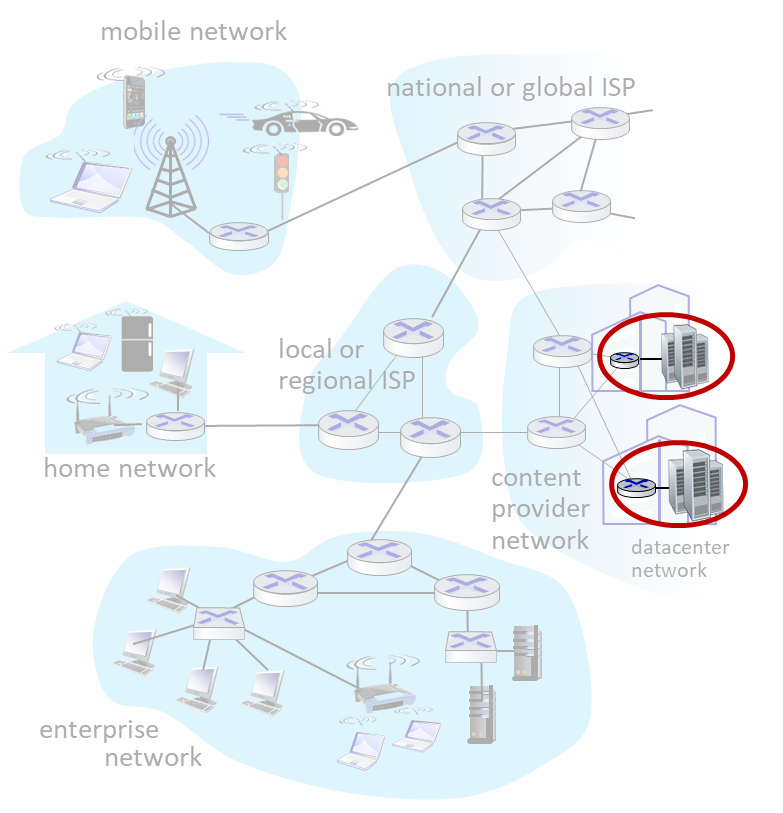 mobile network
national or global ISP
local or
regional ISP
home network
content
provider
network
datacenter
network
enterprise
network